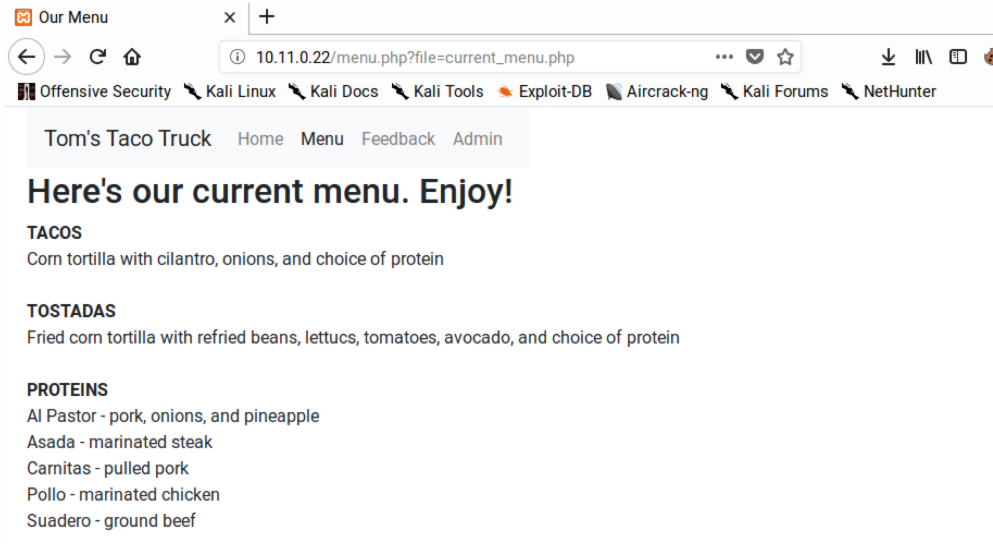 Our Menu × +
10.11.0.22/menu.php?file=current_menu.php
Offensive Security Kali Linux Kali Docs Kali Tools Exploit-DB Aircrack-ng Kali Forums NetHunter
Tom's Taco Truck Home Menu Feedback Admin
Here's our current menu. Enjoy!
TACOS
Corn tortilla with cilantro, onions, and choice of protein
TOSTADAS
Fried corn tortilla with refried beans, lettucs, tomatoes, avocado, and choice of protein
PROTEINS
Al Pastor - pork, onions, and pineapple
Asada - marinated steak
Carnitas - pulled pork
Pollo - marinated chicken
Suadero - ground beef